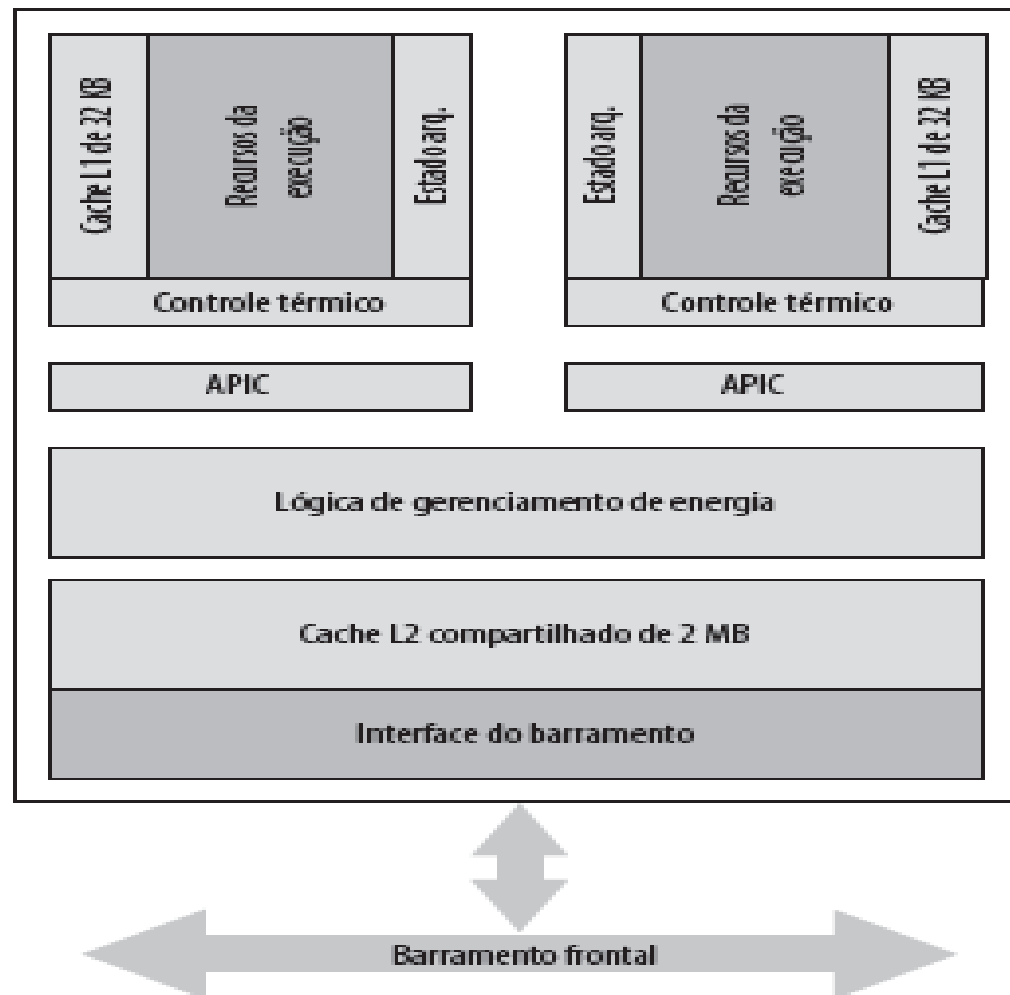 Cache L1 de 32 KB
Recursos da
execução
Estado arq.
Estado arq.
Recursos da
execução
Cache L1 de 32 KB
Controle térmico
Controle térmico
APIC
APIC
Lógica de gerenciamento de energia
Cache L2 compartilhado de 2 MB
Interface do barramento
Barramento frontal